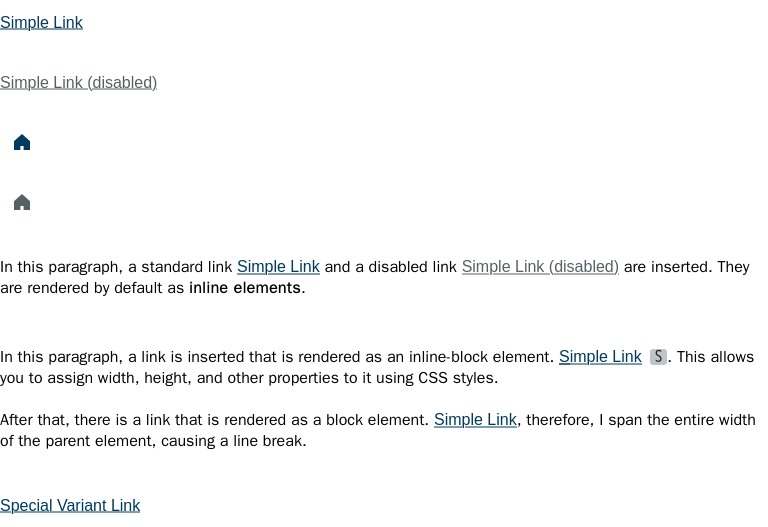 Simple Link
Simple Link (disabled)
In this paragraph, a standard link Simple Link and a disabled link Simple Link (disabled) are inserted. They
are rendered by default as inline elements.
In this paragraph, a link is inserted that is rendered as an inline-block element. Simple Link S. This allows
you to assign width, height, and other properties to it using CSS styles.
After that, there is a link that is rendered as a block element. Simple Link, therefore, I span the entire width
of the parent element, causing a line break.
Special Variant Link